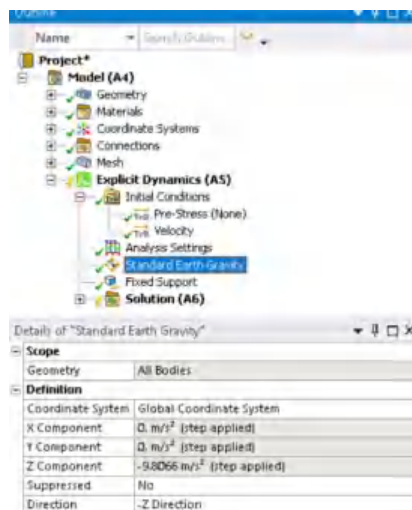 Outline
Name Search Outline
Project*
Model (A4)
Geometry
Materials
Coordinate Systems
Connections
Mesh
Explicit Dynamics (A5)
Initial Conditions
Pre-Stress (None)
Velocity
Analysis Settings
Standard Earth Gravity
Fixed Support
Solution (A6)
Details of "Standard Earth Gravity"
Scope
Geometry All Bodies
Definition
Coordinate System Global Coordinate System
X Component 0. m/s² (step applied)
Y Component 0. m/s² (step applied)
Z Component -9.8066 m/s² (step applied)
Suppressed No
Direction -Z Direction